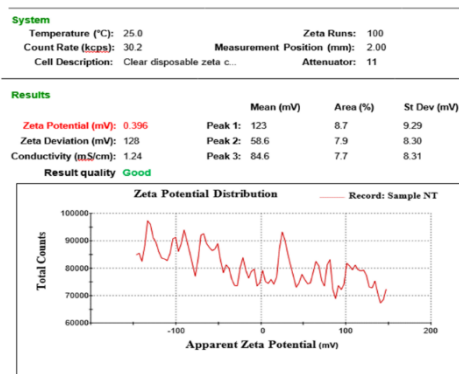 System
Temperature (°C): 25.0 Zeta Runs: 100
Count Rate (kcps): 30.2 Measurement Position (mm): 2.00
Cell Description: Clear disposable zeta c... Attenuator: 11
Results
Mean (mV) Area (%) St Dev (mV)
Zeta Potential (mV): 0.396 Peak 1: 123 8.7 9.29
Zeta Deviation (mV): 128 Peak 2: 58.6 7.9 8.30
Conductivity (mS/cm): 1.24 Peak 3: 84.6 7.7 8.31
Result quality Good
Zeta Potential Distribution Record: Sample NT
Total Counts
100000
90000
80000
70000
60000
-100 0 100 200
Apparent Zeta Potential (mV)